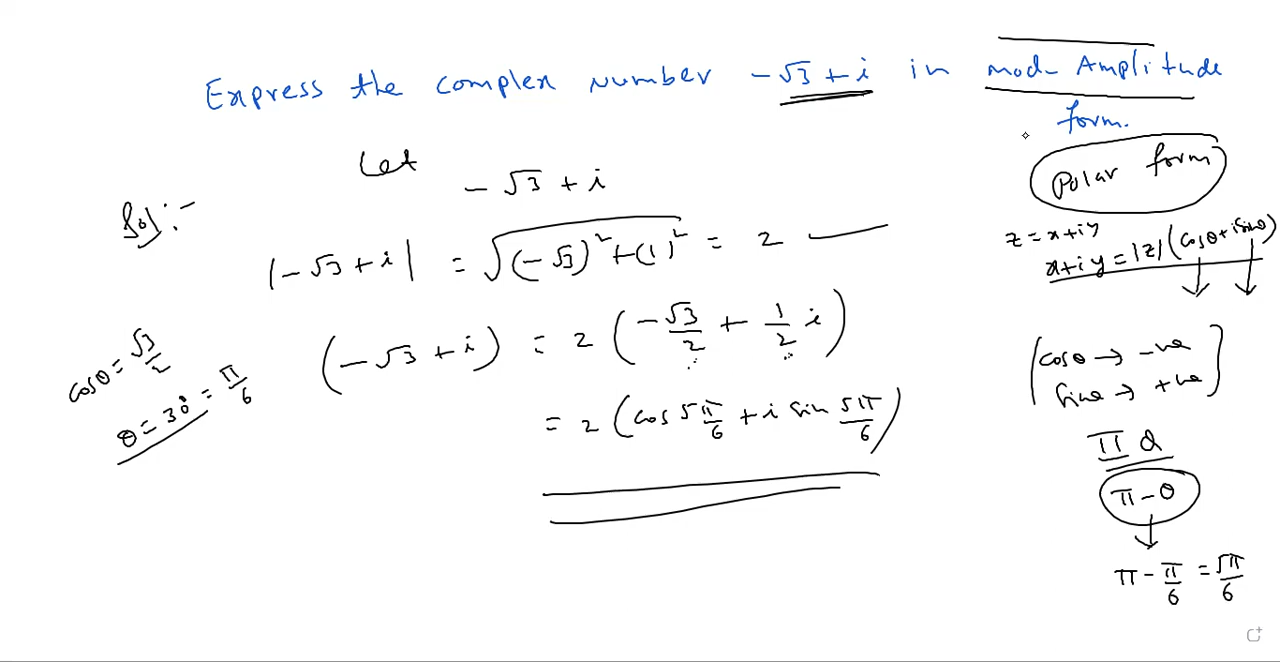 Express the complex number -√3 + i in mod-Amplitude
form.
Polar form
Let
-√3 + i
Sol:-
z = x+iy
x+iy = |z| (cosθ + i sinθ)
|-√3 + i| = √((-√3)² + (1)²) = 2
(-√3 + i) = 2 (-√3/2 + 1/2 i)
cosθ = √3/2
θ = 30° = π/6
cosθ → -ve
sinθ → +ve
= 2 (cos 5π/6 + i sin 5π/6)
II Q
π - θ
π - π/6 = 5π/6